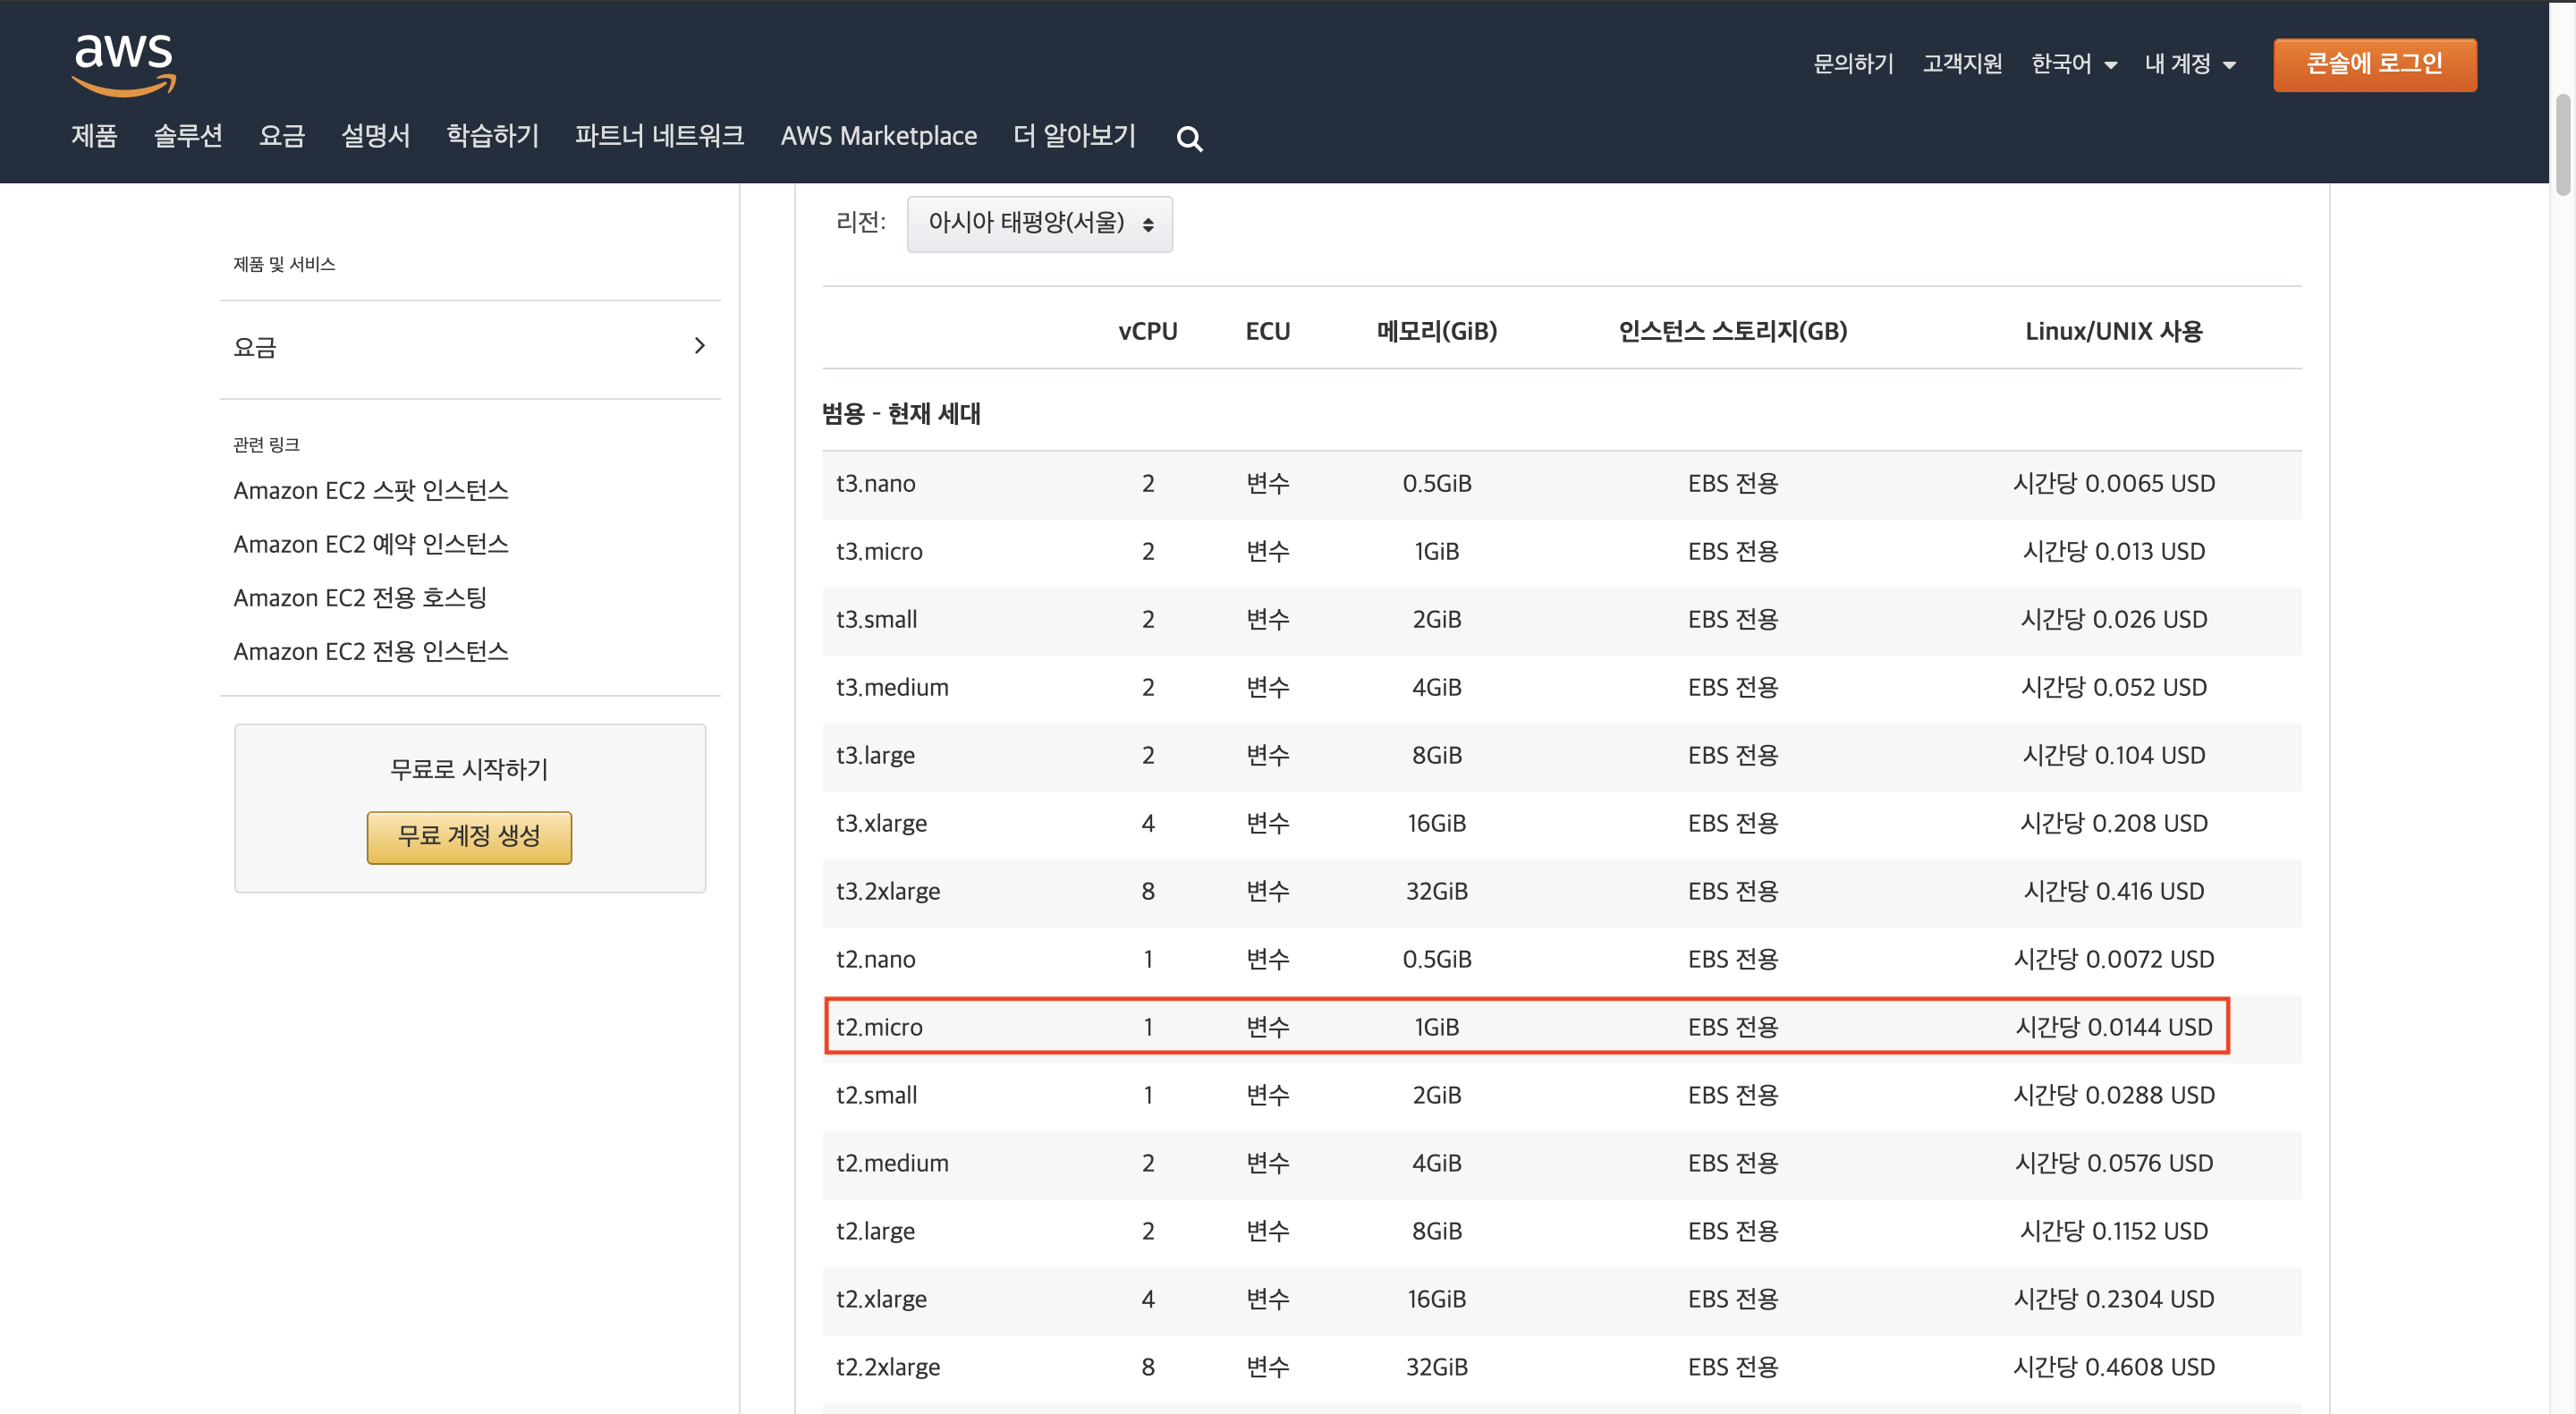 aws
문의하기 고객지원 한국어 내 계정 콘솔에 로그인
제품 솔루션 요금 설명서 학습하기 파트너 네트워크 AWS Marketplace 더 알아보기
제품 및 서비스
요금
관련 링크
Amazon EC2 스팟 인스턴스
Amazon EC2 예약 인스턴스
Amazon EC2 전용 호스팅
Amazon EC2 전용 인스턴스
무료로 시작하기
무료 계정 생성
리전: 아시아 태평양(서울)
vCPU ECU 메모리(GiB) 인스턴스 스토리지(GB) Linux/UNIX 사용
범용 - 현재 세대
t3.nano 2 변수 0.5GiB EBS 전용 시간당 0.0065 USD
t3.micro 2 변수 1GiB EBS 전용 시간당 0.013 USD
t3.small 2 변수 2GiB EBS 전용 시간당 0.026 USD
t3.medium 2 변수 4GiB EBS 전용 시간당 0.052 USD
t3.large 2 변수 8GiB EBS 전용 시간당 0.104 USD
t3.xlarge 4 변수 16GiB EBS 전용 시간당 0.208 USD
t3.2xlarge 8 변수 32GiB EBS 전용 시간당 0.416 USD
t2.nano 1 변수 0.5GiB EBS 전용 시간당 0.0072 USD
t2.micro 1 변수 1GiB EBS 전용 시간당 0.0144 USD
t2.small 1 변수 2GiB EBS 전용 시간당 0.0288 USD
t2.medium 2 변수 4GiB EBS 전용 시간당 0.0576 USD
t2.large 2 변수 8GiB EBS 전용 시간당 0.1152 USD
t2.xlarge 4 변수 16GiB EBS 전용 시간당 0.2304 USD
t2.2xlarge 8 변수 32GiB EBS 전용 시간당 0.4608 USD